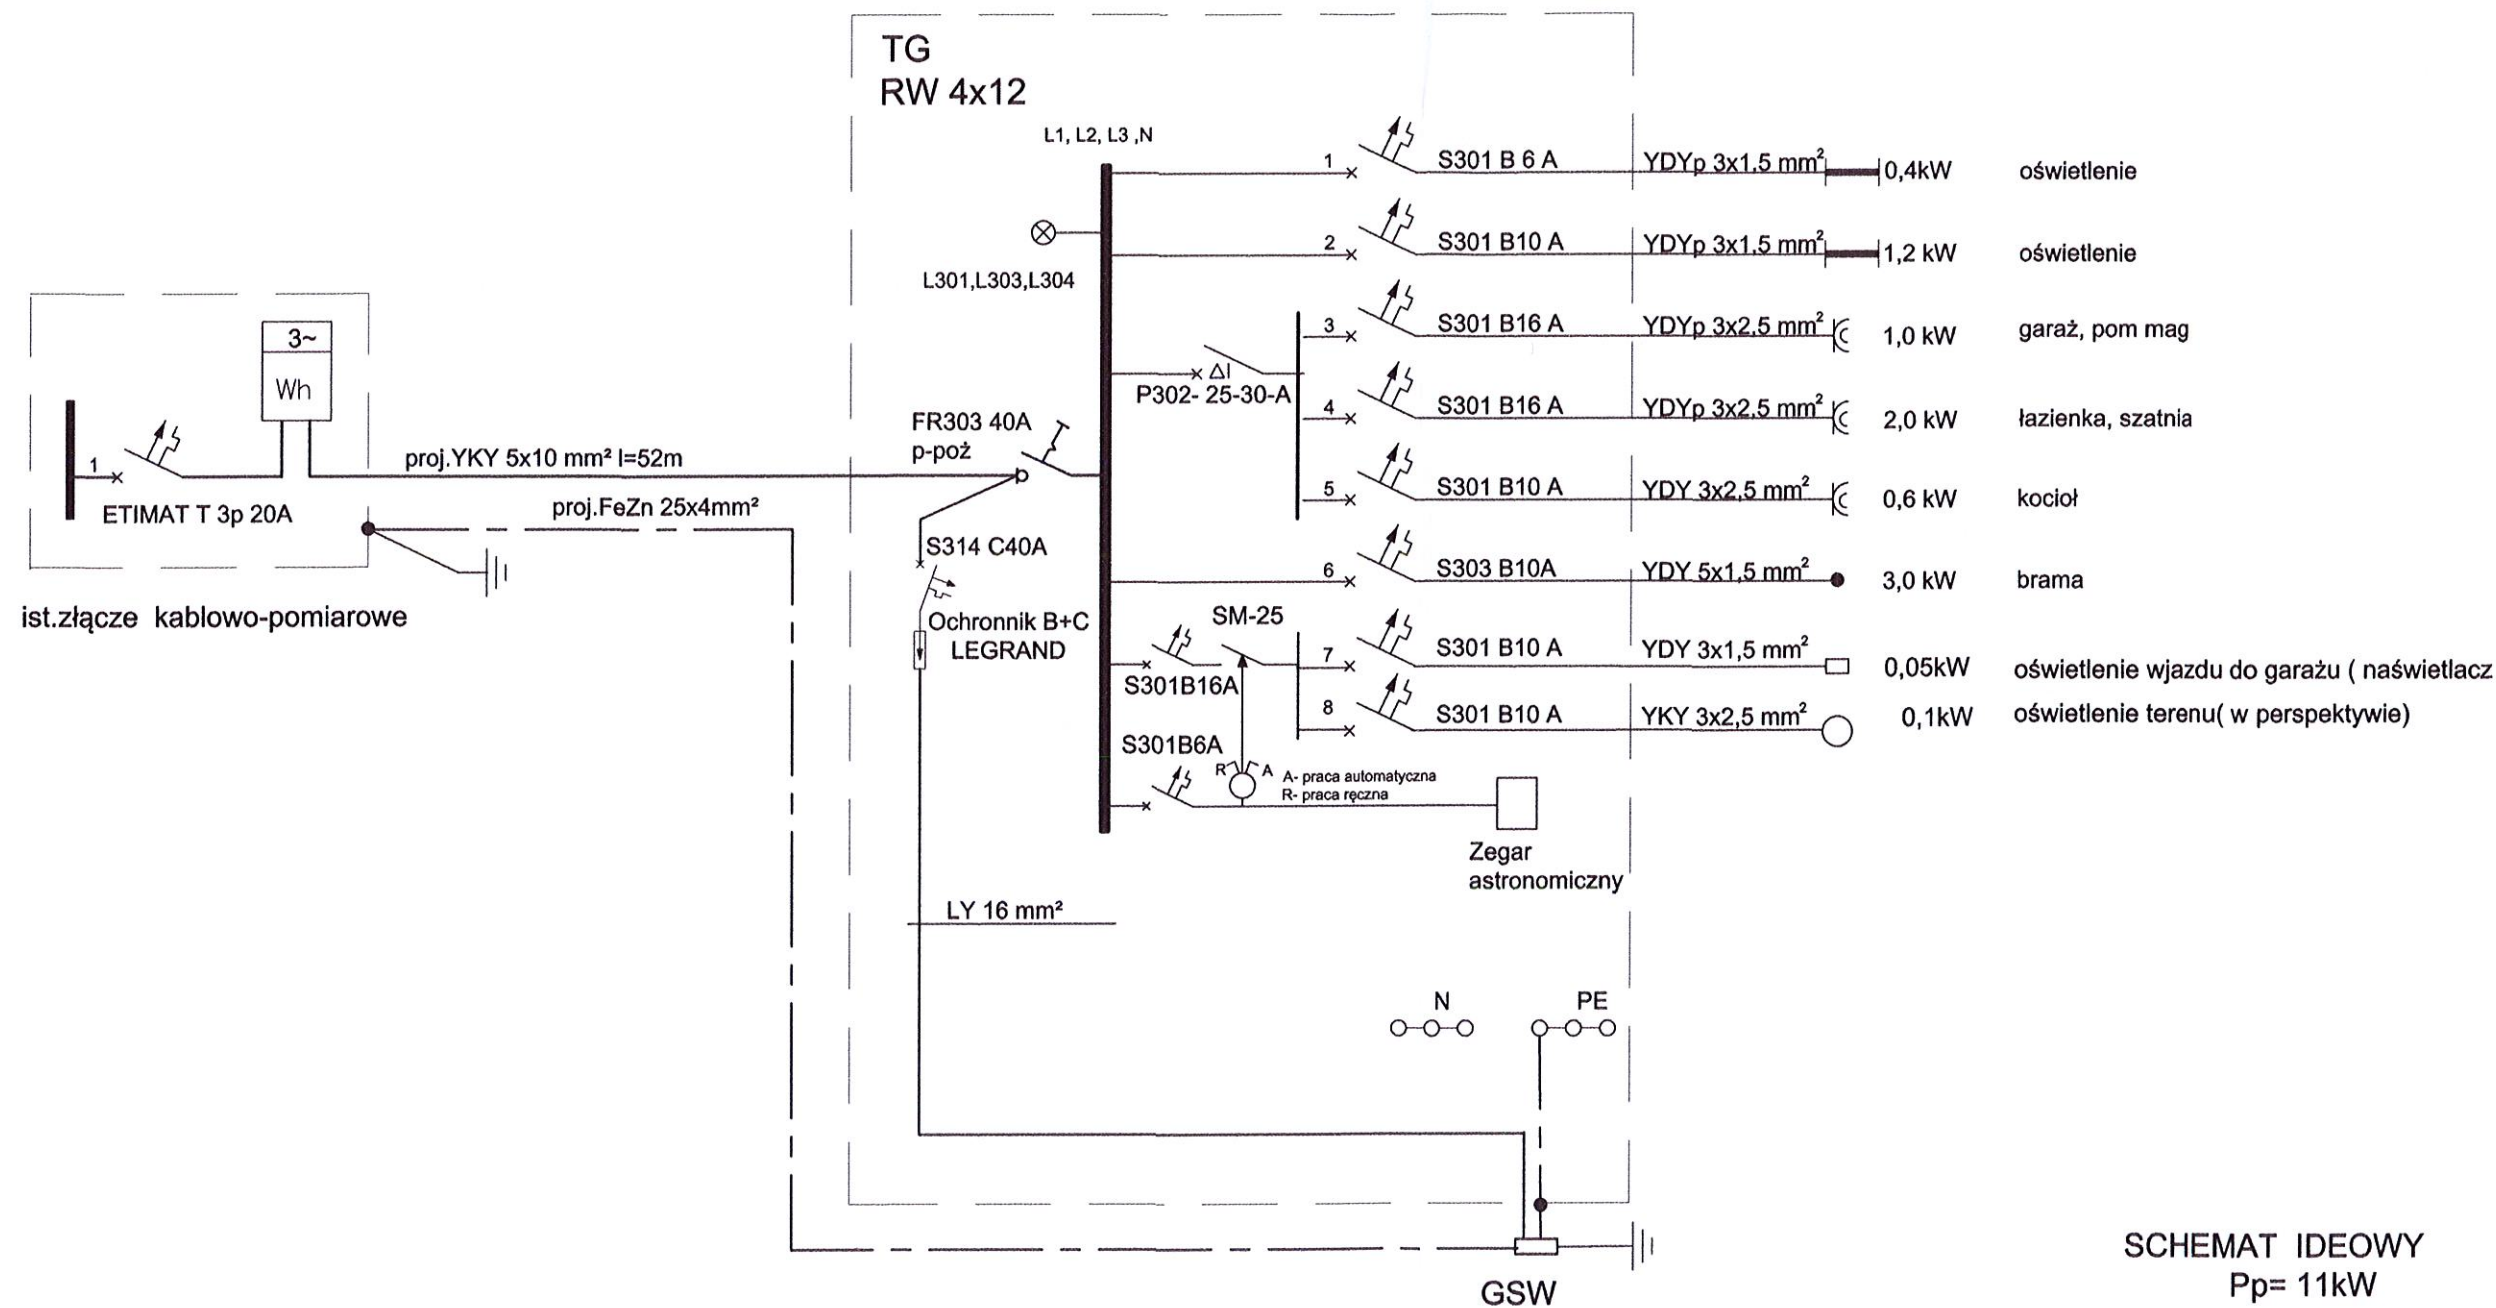 TG
RW 4x12
L1, L2, L3 ,N
L301,L303,L304
1 S301 B 6 A YDYp 3x1,5 mm² 0,4kW oświetlenie
2 S301 B10 A YDYp 3x1,5 mm² 1,2 kW oświetlenie
3 S301 B16 A YDYp 3x2,5 mm² 1,0 kW garaż, pom mag
ΔI
P302- 25-30-A
4 S301 B16 A YDYp 3x2,5 mm² 2,0 kW łazienka, szatnia
5 S301 B10 A YDY 3x2,5 mm² 0,6 kW kocioł
6 S303 B10A YDY 5x1,5 mm² 3,0 kW brama
SM-25
S301B16A
7 S301 B10 A YDY 3x1,5 mm² 0,05kW oświetlenie wjazdu do garażu ( naświetlacz
8 S301 B10 A YKY 3x2,5 mm² 0,1kW oświetlenie terenu( w perspektywie)
S301B6A
R A
A- praca automatyczna
R- praca ręczna
Zegar
astronomiczny
3~
Wh
1
ETIMAT T 3p 20A
ist.złącze kablowo-pomiarowe
proj.YKY 5x10 mm² l=52m
proj.FeZn 25x4mm²
FR303 40A
p-poż
S314 C40A
Ochronnik B+C
LEGRAND
LY 16 mm²
N
PE
GSW
SCHEMAT IDEOWY
Pp= 11kW